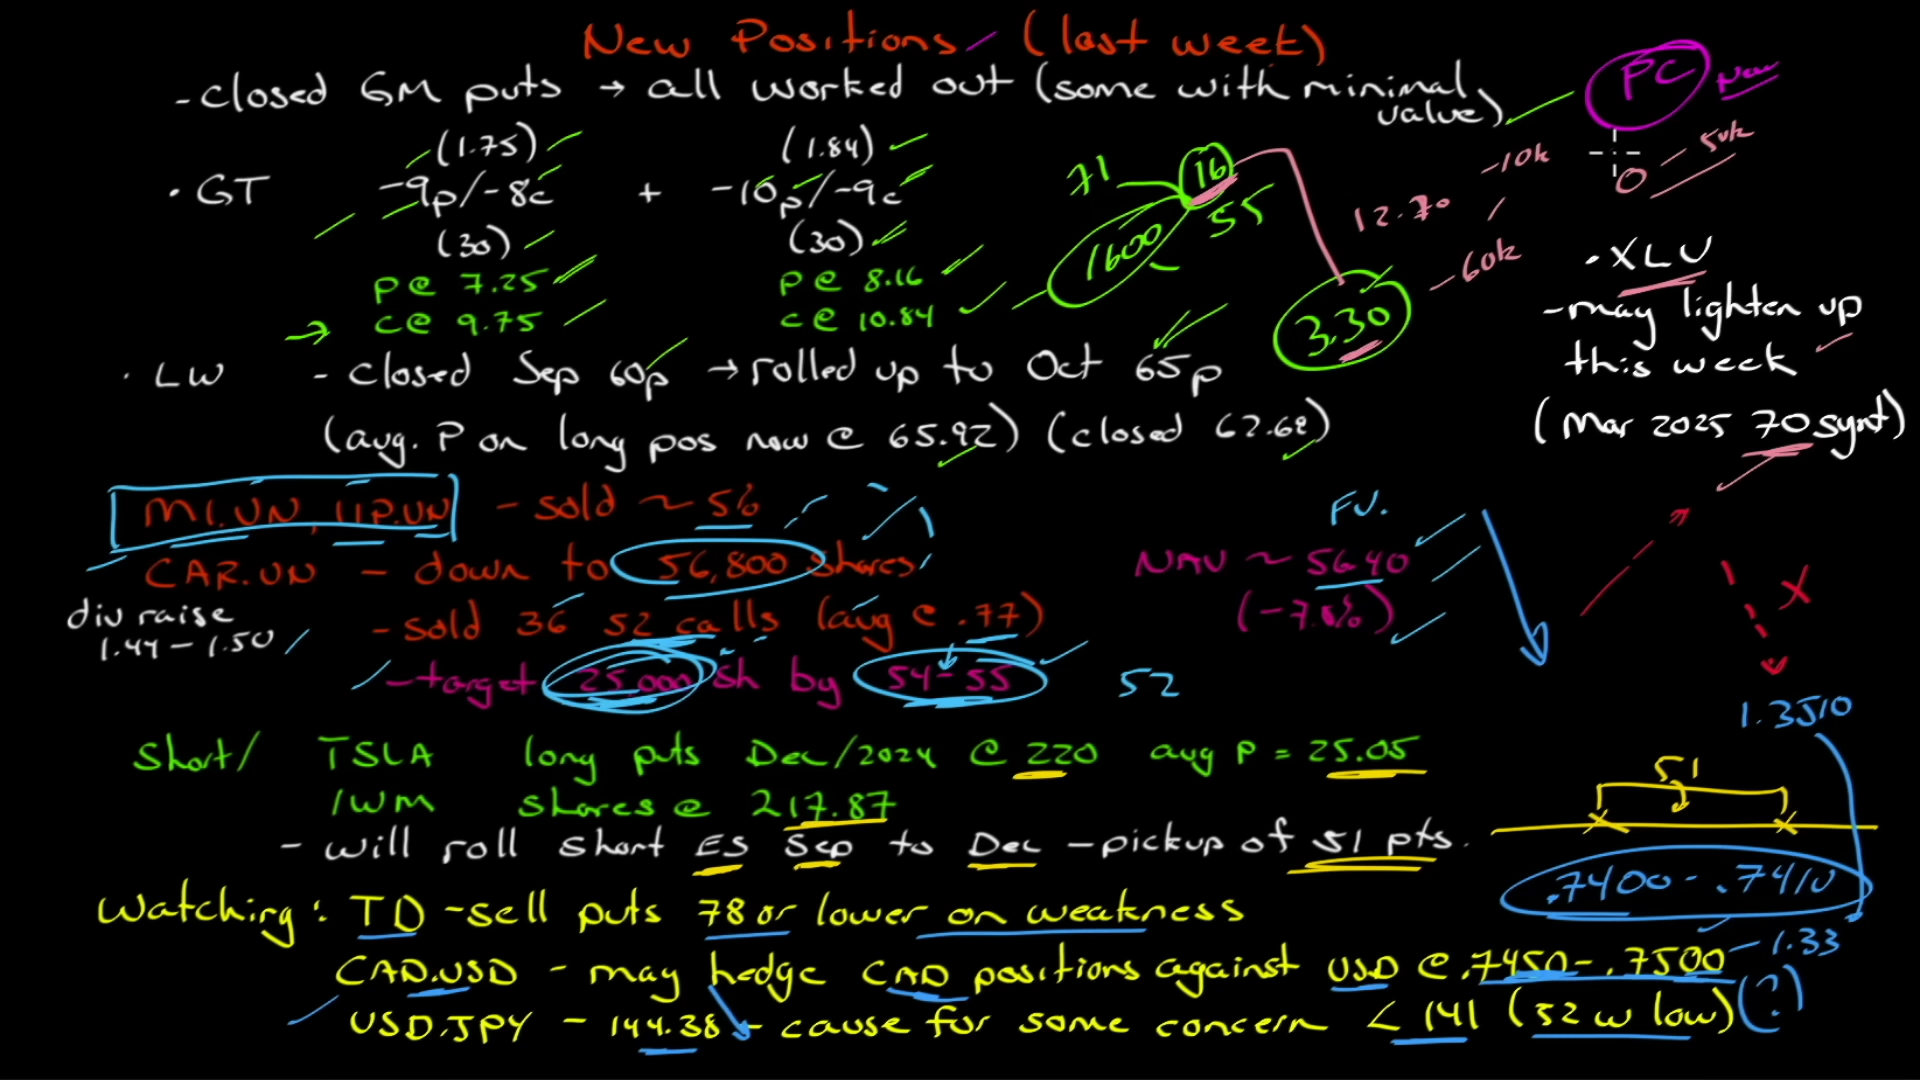 New Positions (last week)
- closed GM puts → all worked out (some with minimal value)
(1.75) (1.84)
· GT -9p/-8c + -10p/-9c
(30) (30)
p@ 7.25 p@ 8.16
→ c@ 9.75 c@ 10.84
71 16 55
1600
3.30
12.70
-10k
-60k
PC Nav
50k
0
· XLU
- may lighten up
this week
(Mar 2025 70 synt)
· LW - closed Sep 60p → rolled up to Oct 65p
(avg. P on long pos now @ 65.92) (closed 62.68)
MI.UN, IIP.UN - sold ~ 5%
CAR.UN - down to 56,800 shares
div raise
1.44 - 1.50
- sold 36 52 calls (avg @ .77)
- target 25,000 sh by 54-55 52
FV.
NAV ~ 56.40
X
1.3510
Short/ TSLA long puts Dec/2024 @ 220 avg p = 25.05
IWM shares @ 217.87
- will roll short ES Sep to Dec - pickup of 51 pts.
51
.7400 - .7410
Watching: TD - sell puts 78 or lower on weakness
CAD.USD - may hedge CAD positions against USD @ .7450 - .7500 - 1.33
USD.JPY - 144.38 - cause for some concern < 141 (52 w low) (?)